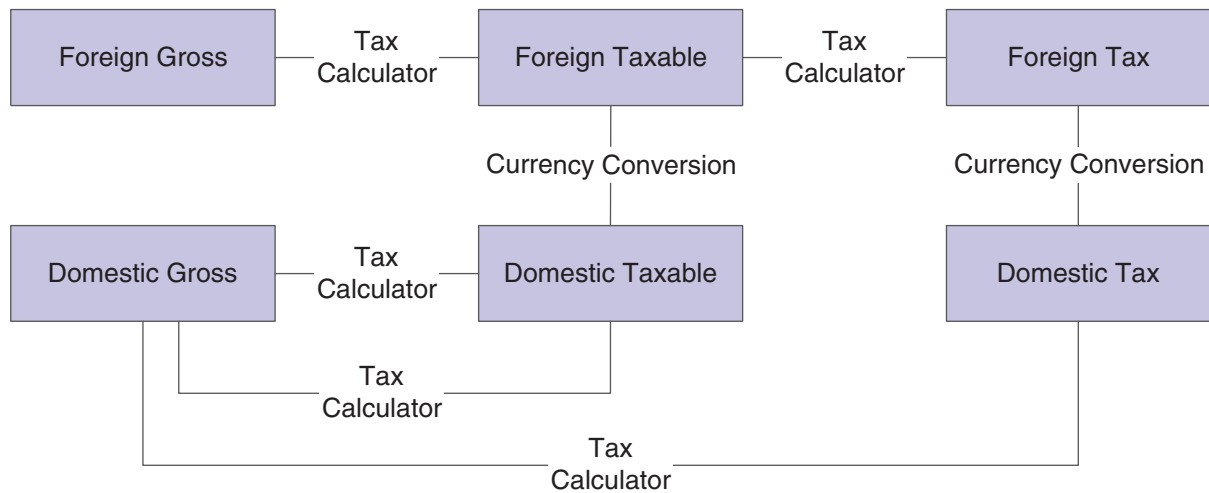 Foreign Gross
Tax
Calculator
Foreign Taxable
Tax
Calculator
Foreign Tax
Currency Conversion
Currency Conversion
Domestic Gross
Tax
Calculator
Domestic Taxable
Domestic Tax
Tax
Calculator
Tax
Calculator